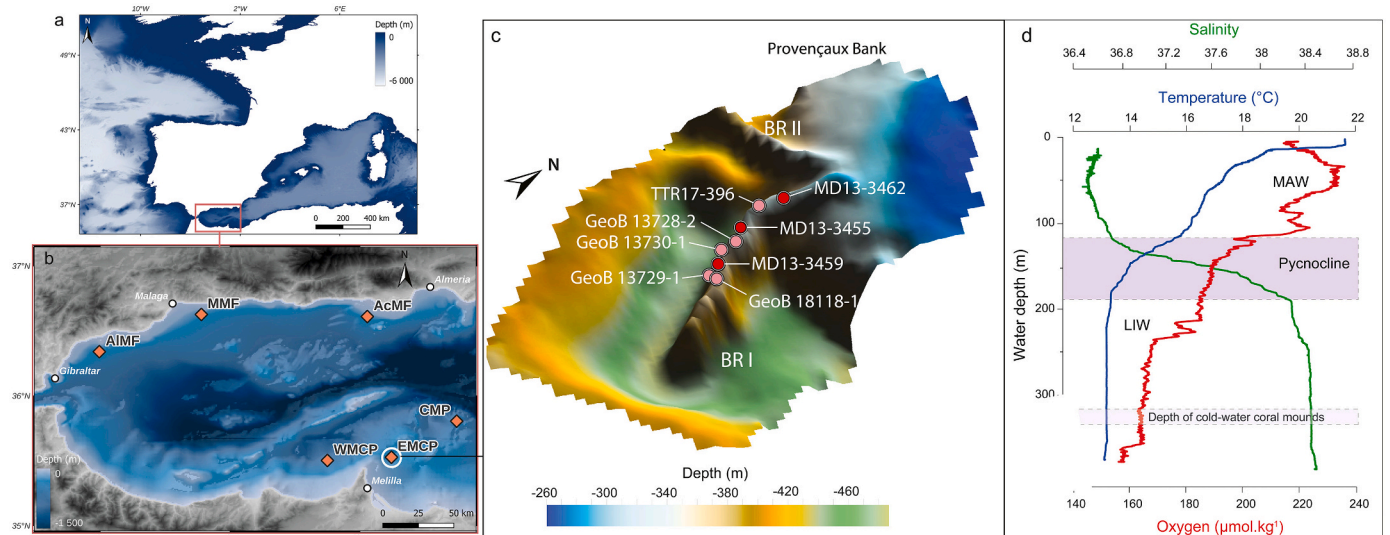 a
10°W 2°W 6°E
N
Depth (m)
0
-6 000
49°N
43°N
37°N
0 200 400 km
b
37°N
36°N
35°N
N
Malaga
Almeria
MMF
AcMF
AlMF
Gibraltar
CMP
WMCP
EMCP
Melilla
Depth (m)
0
-1 500
0 25 50 km
c
Provençaux Bank
BR II
N
TTR17-396
MD13-3462
GeoB 13728-2
MD13-3455
GeoB 13730-1
MD13-3459
GeoB 13729-1
GeoB 18118-1
BR I
Depth (m)
-260 -300 -340 -380 -420 -460
d
Salinity
36.4 36.8 37.2 37.6 38 38.4 38.8
Temperature (°C)
12 14 16 18 20 22
Water depth (m)
0
100
200
300
MAW
Pycnocline
LIW
Depth of cold-water coral mounds
140 160 180 200 220 240
Oxygen (µmol.kg¹)